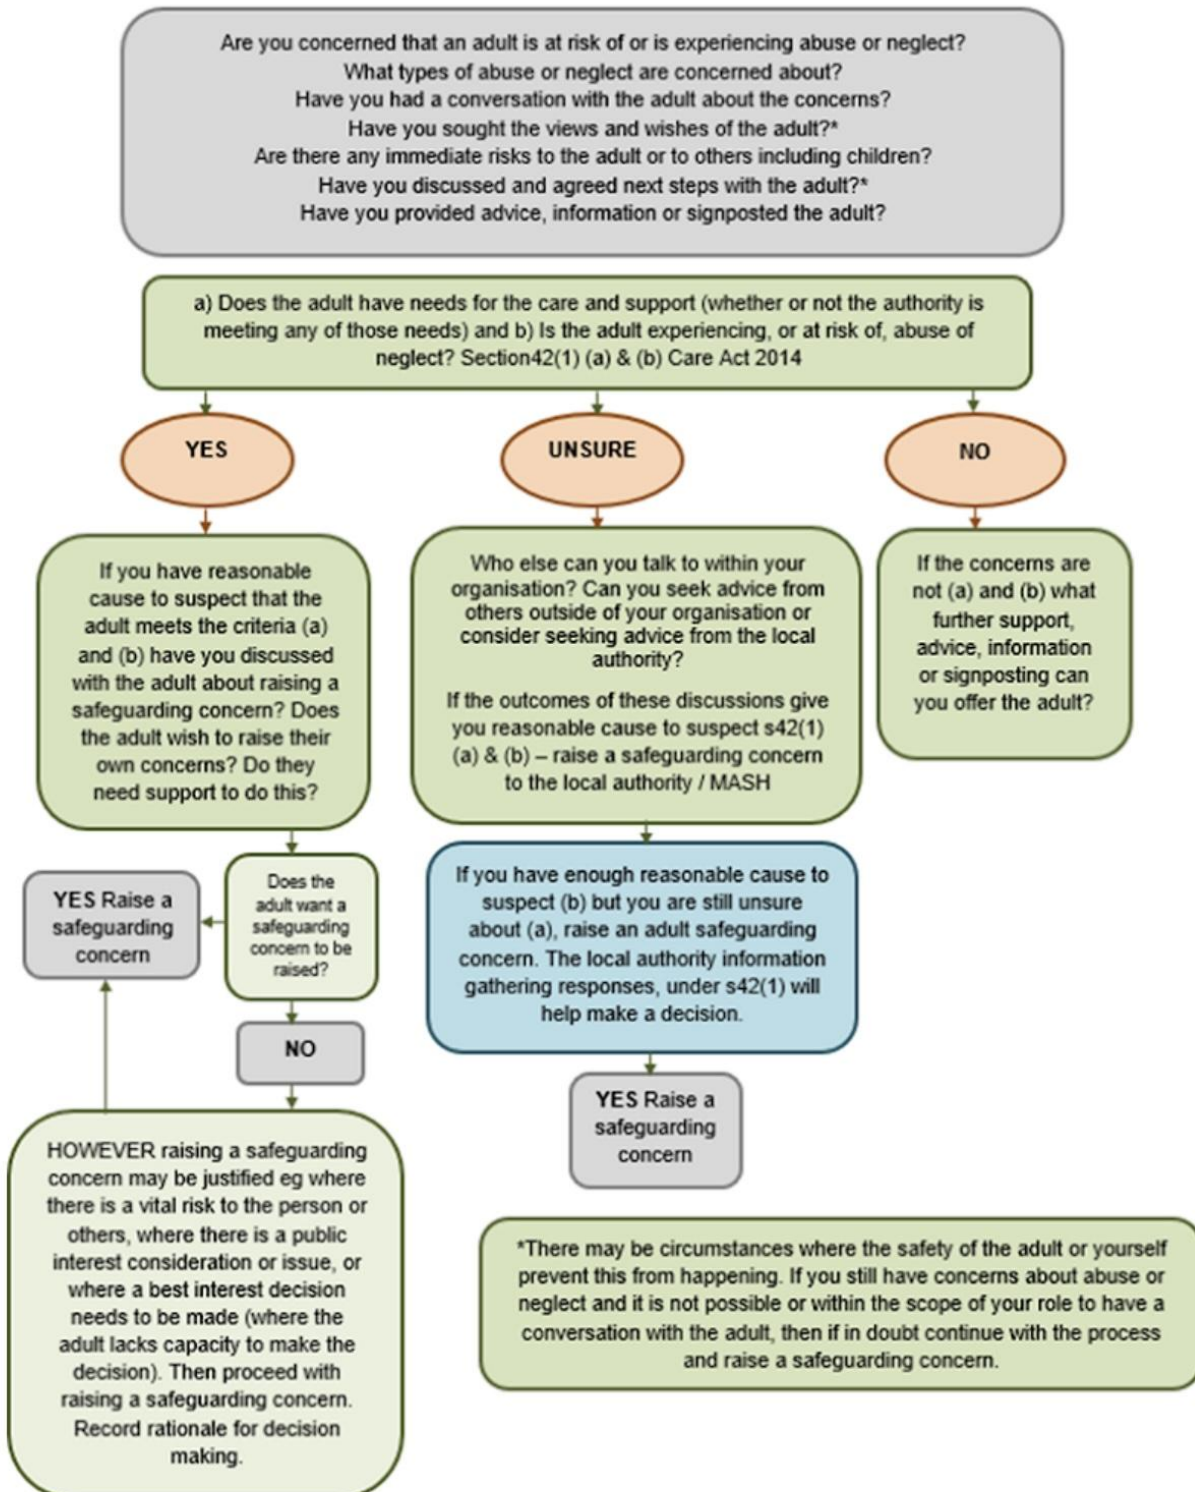 Are you concerned that an adult is at risk of or is experiencing abuse or neglect?
What types of abuse or neglect are concerned about?
Have you had a conversation with the adult about the concerns?
Have you sought the views and wishes of the adult?*
Are there any immediate risks to the adult or to others including children?
Have you discussed and agreed next steps with the adult?*
Have you provided advice, information or signposted the adult?
a) Does the adult have needs for the care and support (whether or not the authority is
meeting any of those needs) and b) Is the adult experiencing, or at risk of, abuse of
neglect? Section42(1) (a) & (b) Care Act 2014
YES
UNSURE
NO
If you have reasonable
cause to suspect that the
adult meets the criteria (a)
and (b) have you discussed
with the adult about raising a
safeguarding concern? Does
the adult wish to raise their
own concerns? Do they
need support to do this?
Who else can you talk to within your
organisation? Can you seek advice from
others outside of your organisation or
consider seeking advice from the local
authority?
If the outcomes of these discussions give
you reasonable cause to suspect s42(1)
(a) & (b) – raise a safeguarding concern
to the local authority / MASH
If the concerns are
not (a) and (b) what
further support,
advice, information
or signposting can
you offer the adult?
Does the
adult want a
safeguarding
concern to be
raised?
YES Raise a
safeguarding
concern
NO
HOWEVER raising a safeguarding
concern may be justified eg where
there is a vital risk to the person or
others, where there is a public
interest consideration or issue, or
where a best interest decision
needs to be made (where the
adult lacks capacity to make the
decision). Then proceed with
raising a safeguarding concern.
Record rationale for decision
making.
If you have enough reasonable cause to
suspect (b) but you are still unsure
about (a), raise an adult safeguarding
concern. The local authority information
gathering responses, under s42(1) will
help make a decision.
YES Raise a
safeguarding
concern
*There may be circumstances where the safety of the adult or yourself
prevent this from happening. If you still have concerns about abuse or
neglect and it is not possible or within the scope of your role to have a
conversation with the adult, then if in doubt continue with the process
and raise a safeguarding concern.